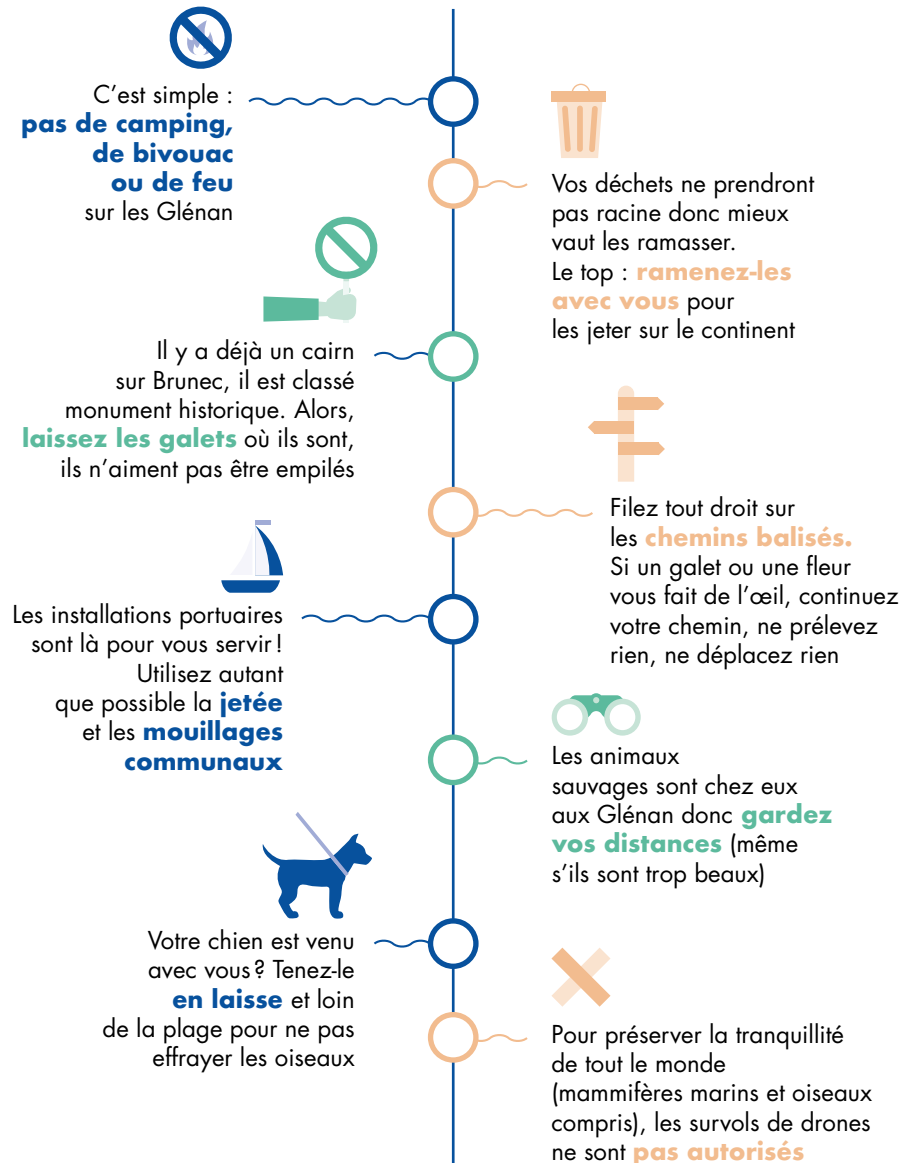 C'est simple :
pas de camping,
de bivouac
ou de feu
sur les Glénan
Vos déchets ne prendront
pas racine donc mieux
vaut les ramasser.
Le top : ramenez-les
avec vous pour
les jeter sur le continent
Il y a déjà un cairn
sur Brunec, il est classé
monument historique. Alors,
laissez les galets où ils sont,
ils n'aiment pas être empilés
Filez tout droit sur
les chemins balisés.
Si un galet ou une fleur
vous fait de l'œil, continuez
votre chemin, ne prélevez
rien, ne déplacez rien
Les installations portuaires
sont là pour vous servir !
Utilisez autant
que possible la jetée
et les mouillages
communaux
Les animaux
sauvages sont chez eux
aux Glénan donc gardez
vos distances (même
s'ils sont trop beaux)
Votre chien est venu
avec vous ? Tenez-le
en laisse et loin
de la plage pour ne pas
effrayer les oiseaux
Pour préserver la tranquillité
de tout le monde
(mammifères marins et oiseaux
compris), les survols de drones
ne sont pas autorisés